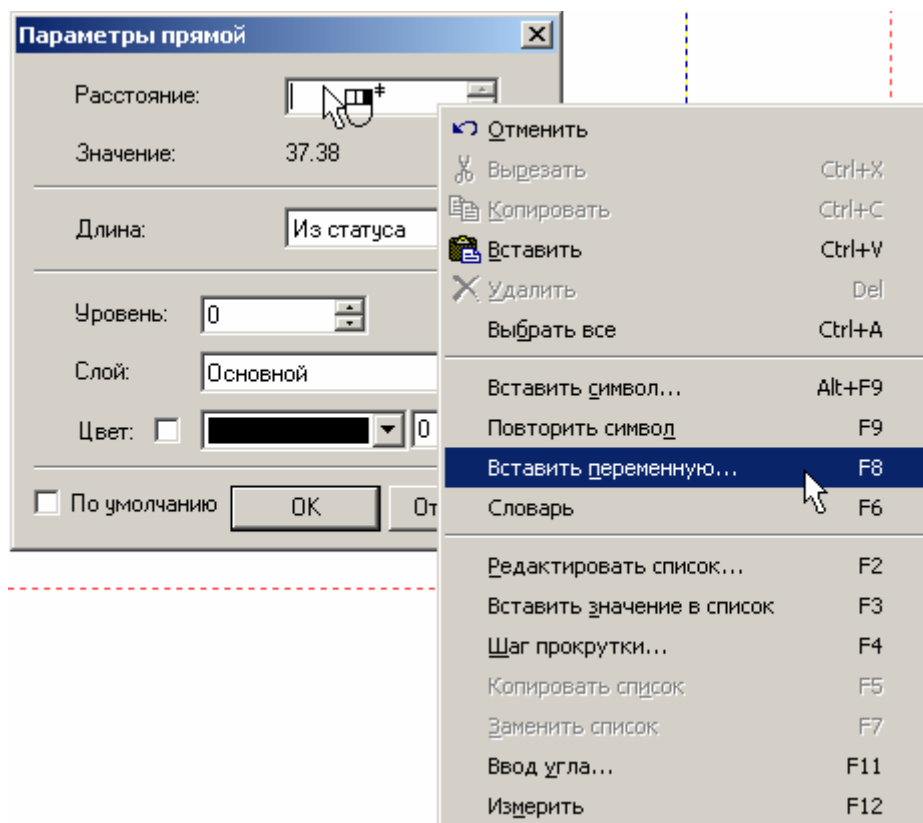 Параметры прямой
Расстояние:
Значение: 37.38
Длина: Из статуса
Уровень: 0
Слой: Основной
Цвет: 0
По умолчанию OK От
Отменить
Вырезать Ctrl+X
Копировать Ctrl+C
Вставить Ctrl+V
Удалить Del
Выбрать все Ctrl+A
Вставить символ... Alt+F9
Повторить символ F9
Вставить переменную... F8
Словарь F6
Редактировать список... F2
Вставить значение в список F3
Шаг прокрутки... F4
Копировать список F5
Заменить список F7
Ввод угла... F11
Измерить F12